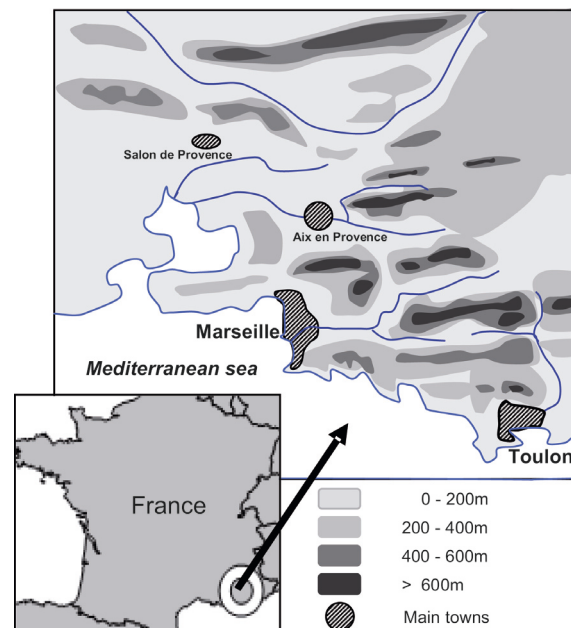 Salon de Provence
Aix en Provence
Marseille
Mediterranean sea
Toulon
France
0 - 200m
200 - 400m
400 - 600m
> 600m
Main towns